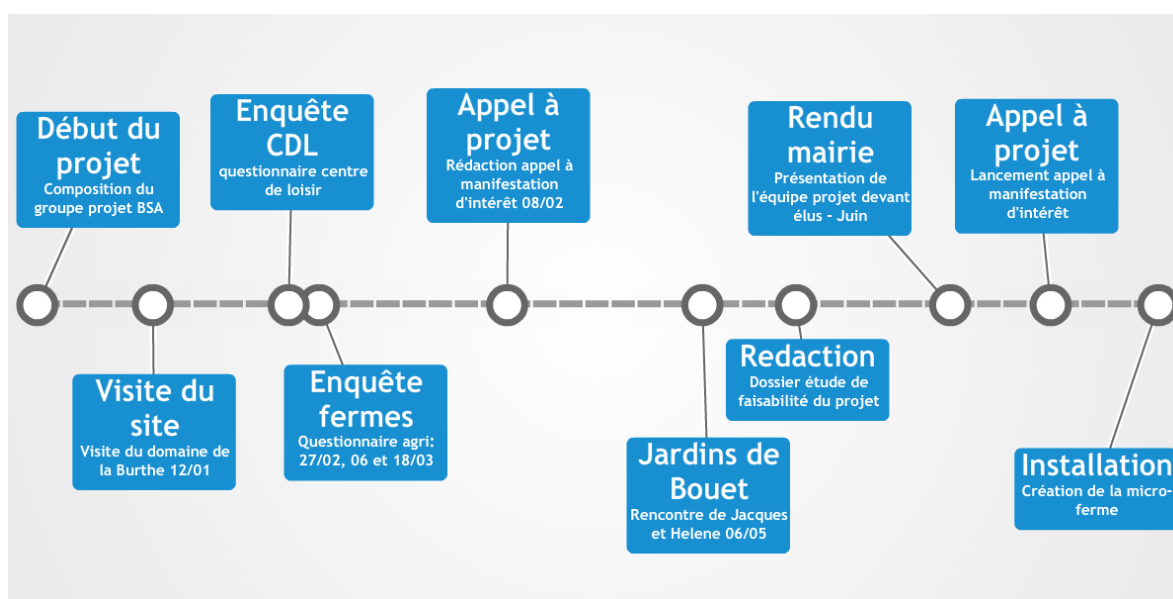 Début du
projet
Composition du
groupe projet BSA
Visite du
site
Visite du domaine de
la Burthe 12/01
Enquête
CDL
questionnaire centre
de loisir
Enquête
fermes
Questionnaire agri:
27/02, 06 et 18/03
Appel à
projet
Rédaction appel à
manifestation
d'intérêt 08/02
Jardins de
Bouet
Rencontre de Jacques
et Helene 06/05
Redaction
Dossier étude de
faisabilité du projet
Rendu
mairie
Présentation de
l'équipe projet devant
élus - Juin
Appel à
projet
Lancement appel à
manifestation
d'intérêt
Installation
Création de la micro-
ferme